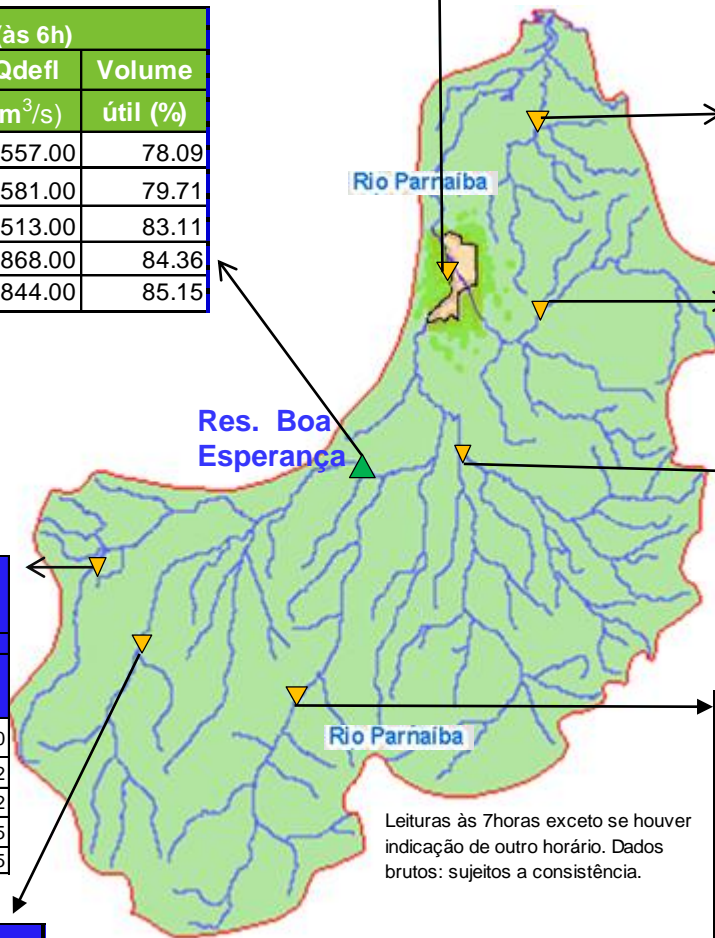 (às 6h)
Qdefl Volume
m³/s) útil (%)
557.00 78.09
581.00 79.71
513.00 83.11
868.00 84.36
844.00 85.15
Rio Parnaíba
Res. Boa
Esperança
Rio Parnaíba
Leituras às 7horas exceto se houver
indicação de outro horário. Dados
brutos: sujeitos a consistência.